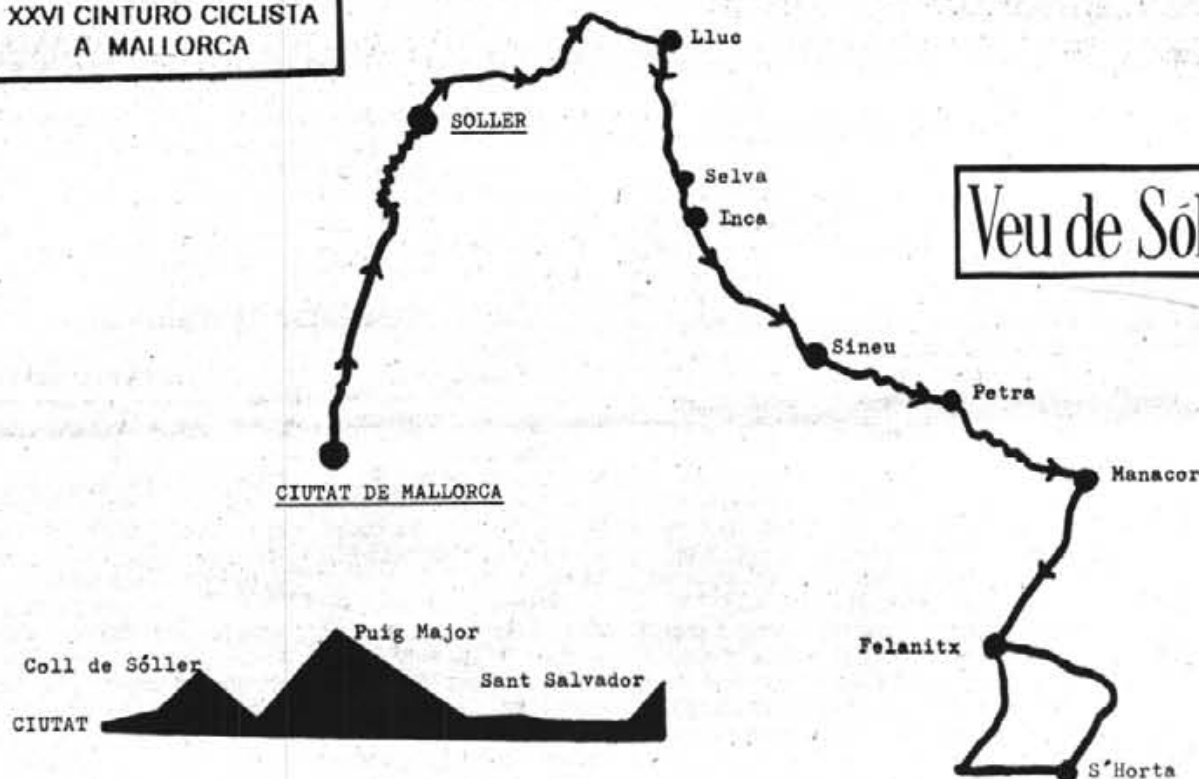 XXVI CINTURO CICLISTA
A MALLORCA
Lluc
SOLLER
Selva
Inca
Veu de Sól
Sineu
Petra
Manacor
CIUTAT DE MALLORCA
Puig Major
Coll de Sóller
Sant Salvador
CIUTAT
Felanitx
S'Horta